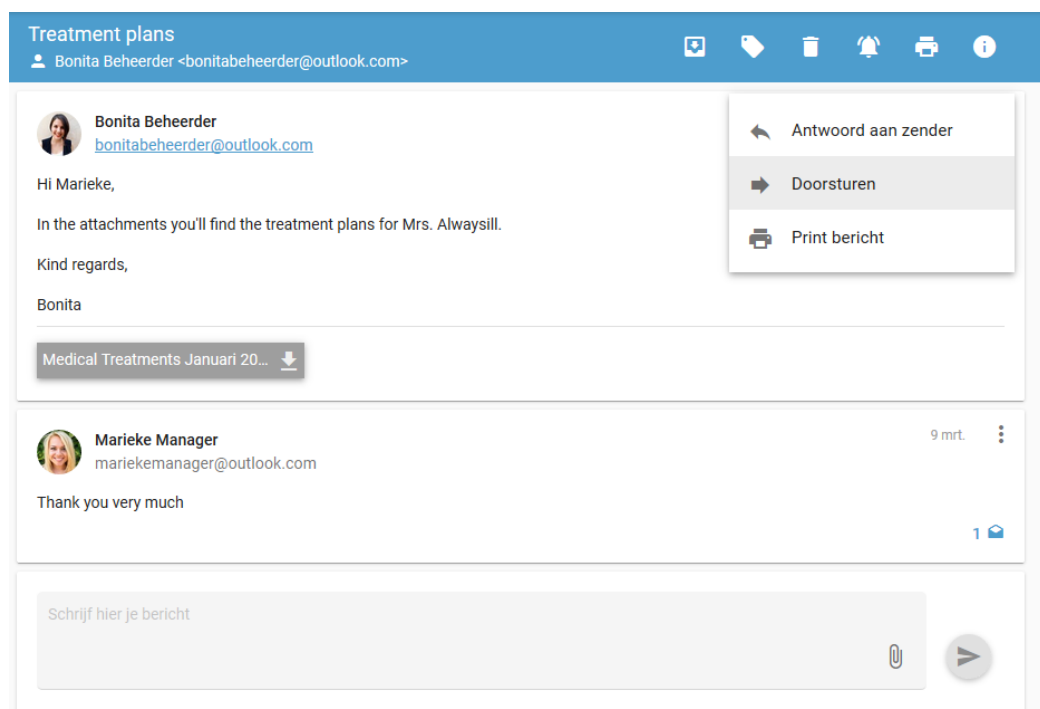 Treatment plans
Bonita Beheerder <bonitabeheerder@outlook.com>
Bonita Beheerder
bonitabeheerder@outlook.com
Antwoord aan zender
Doorsturen
Print bericht
Hi Marieke,
In the attachments you'll find the treatment plans for Mrs. Alwaysill.
Kind regards,
Bonita
Medical Treatments Januari 20...
Marieke Manager
9 mrt.
mariekemanager@outlook.com
Thank you very much
1
Schrijf hier je bericht